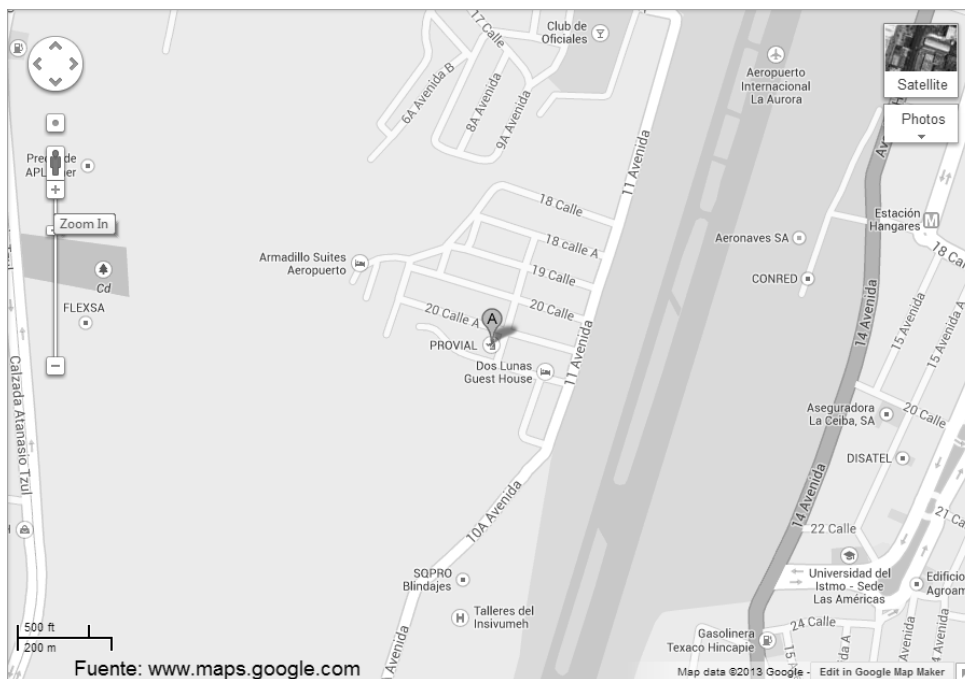 17 Calle
Club de
Oficiales
6A Avenida B
8A Avenida
9A Avenida
11 Avenida
Aeropuerto
Internacional
La Aurora
Satellite
Photos
Zoom In
Cd
FLEXSA
Armadillo Suites
Aeropuerto
18 Calle
18 calle A
19 Calle
20 Calle
20 Calle A
A
PROVIAL
Dos Lunas
Guest House
11 Avenida
Aeronaves SA
CONRED
Estación
Hangares
M
18 Calle
14 Avenida
15 Avenida
15 Avenida A
Aseguradora
La Ceiba, SA
20 Calle
DISATEL
Calzada Atanasio Tzul
10A Avenida
14 Avenida
22 Calle
Universidad del
Istmo - Sede
Las Américas
Edificio
Agroam
SQPRO
Blindajes
H
Talleres del
Insivumeh
24 Calle
Gasolinera
Texaco Hincapie
500 ft
200 m
Fuente: www.maps.google.com
Map data ©2013 Google - Edit in Google Map Maker